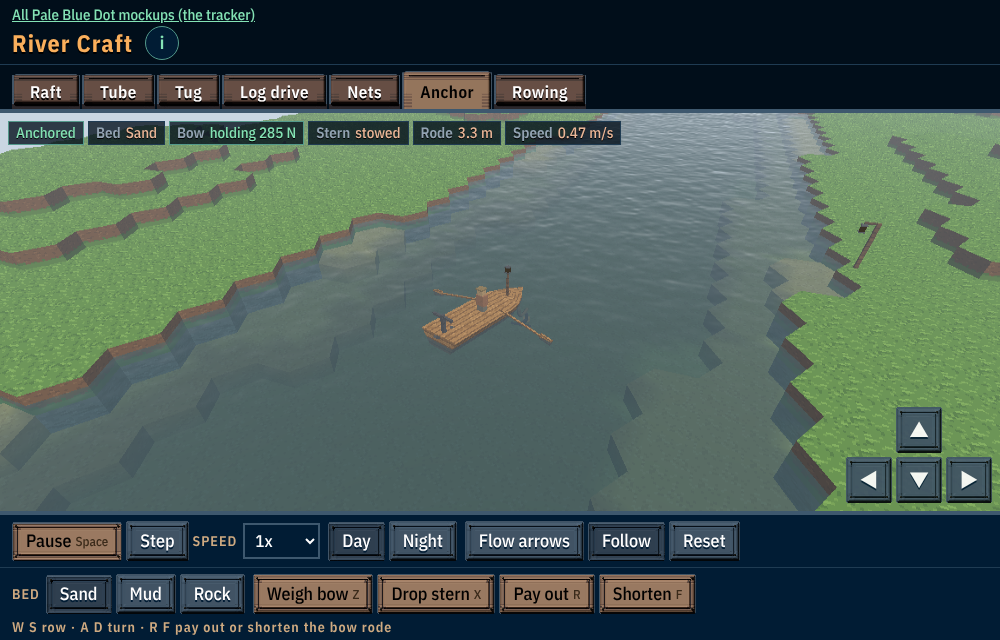 All Pale Blue Dot mockups (the tracker)
River Craft i
Raft Tube Tug Log drive Nets Anchor Rowing
Anchored Bed Sand Bow holding 285 N Stern stowed Rode 3.3 m Speed 0.47 m/s
Pause Space Step SPEED 1x Day Night Flow arrows Follow Reset
BED Sand Mud Rock Weigh bow Z Drop stern X Pay out R Shorten F
W S row · A D turn · R F pay out or shorten the bow rode